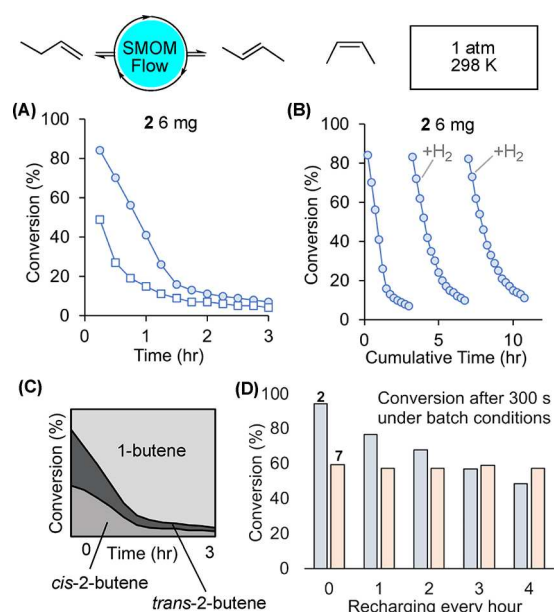 SMOM
Flow
1 atm
298 K
(A)
2 6 mg
100
80
60
40
20
0
Conversion (%)
0 1 2 3
Time (hr)
(B)
2 6 mg
+H2
+H2
100
80
60
40
20
0
Conversion (%)
0 5 10
Cumulative Time (hr)
(C)
1-butene
Conversion
(%)
0 Time (hr) 3
cis-2-butene
trans-2-butene
(D)
Conversion after 300 s
under batch conditions
2
7
100
80
60
40
20
0
Conversion (%)
0 1 2 3 4
Recharging every hour